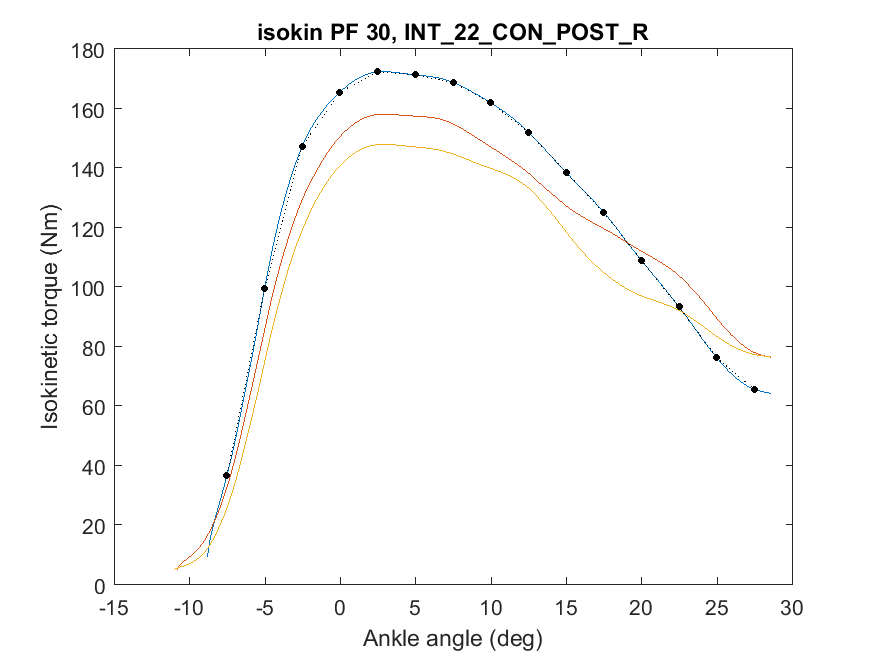 isokin PF 30, INT_22_CON_POST_R
Isokinetic torque (Nm)
180
160
140
120
100
80
60
40
20
0
-15 -10 -5 0 5 10 15 20 25 30
Ankle angle (deg)